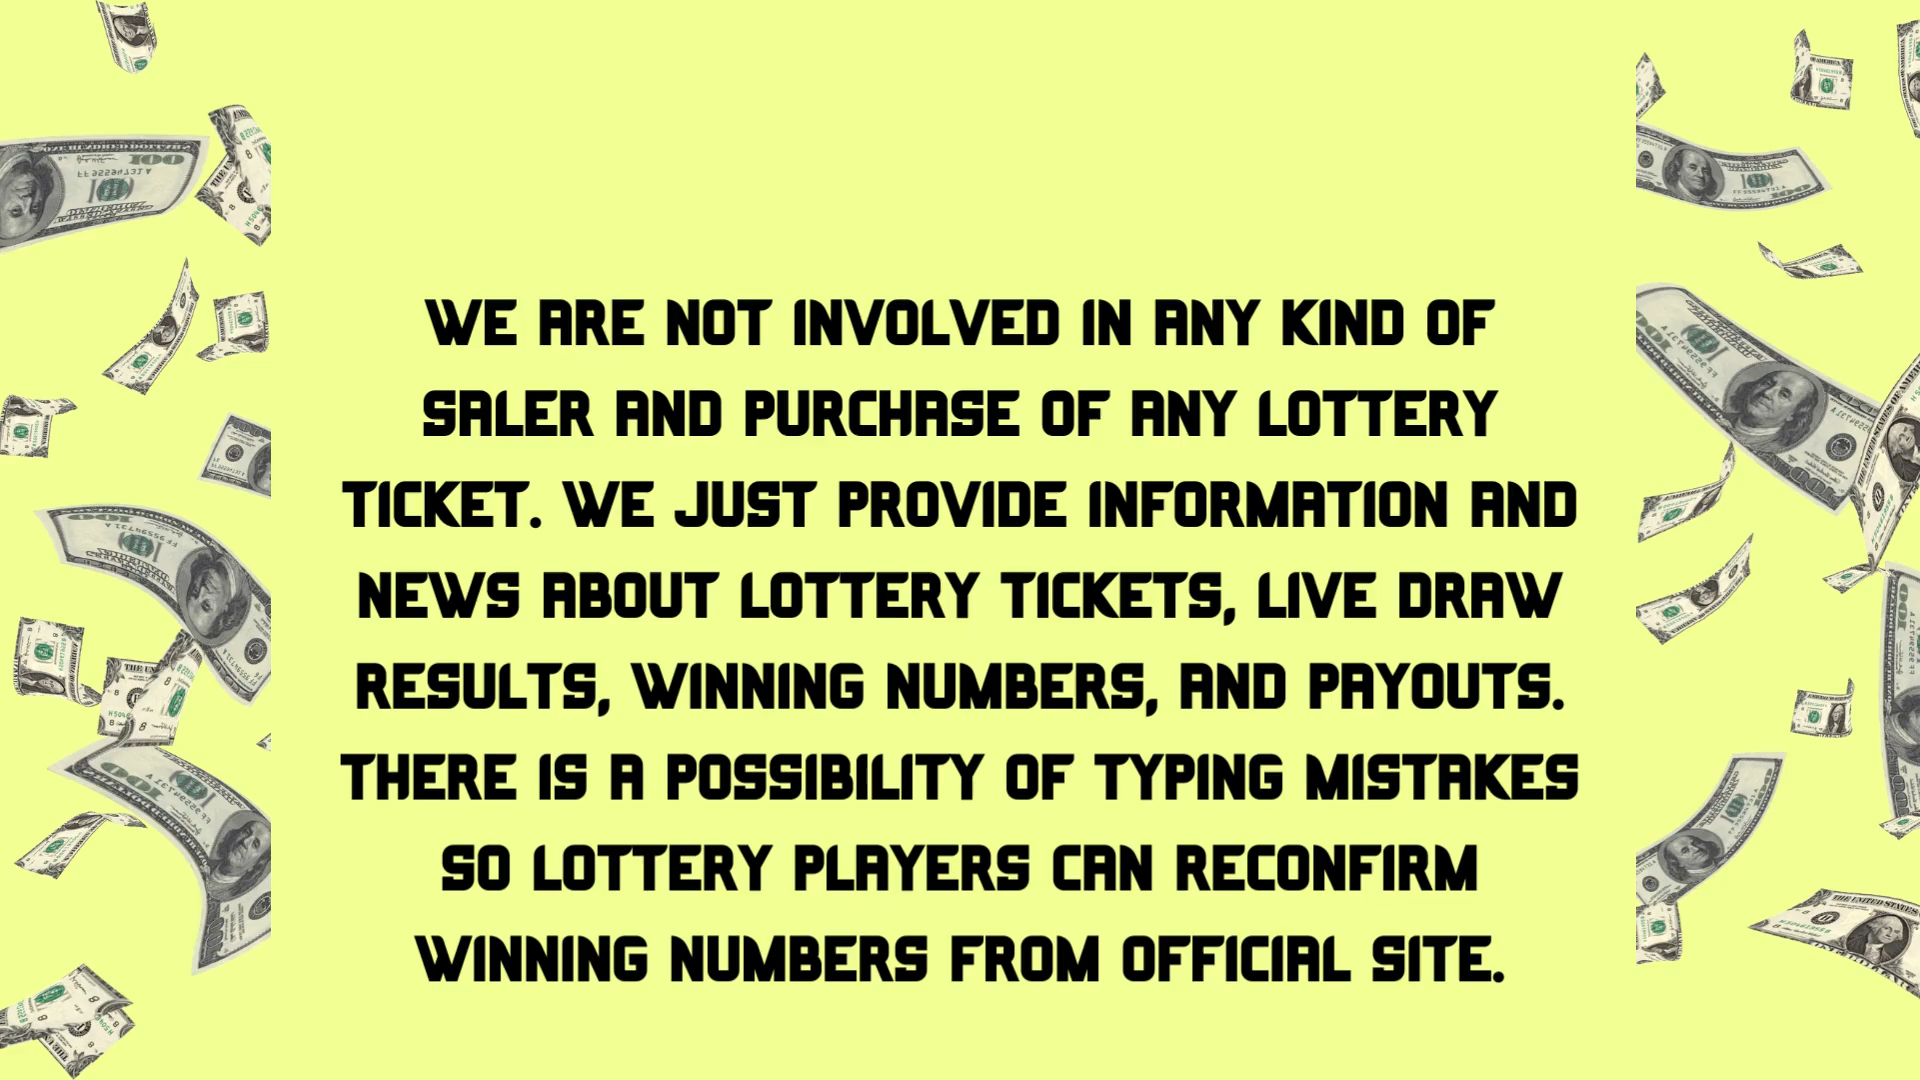 WE ARE NOT INVOLVED IN ANY KIND OF
SALER AND PURCHASE OF ANY LOTTERY
TICKET. WE JUST PROVIDE INFORMATION AND
NEWS ABOUT LOTTERY TICKETS, LIVE DRAW
RESULTS, WINNING NUMBERS, AND PAYOUTS.
THERE IS A POSSIBILITY OF TYPING MISTAKES
SO LOTTERY PLAYERS CAN RECONFIRM
WINNING NUMBERS FROM OFFICIAL SITE.